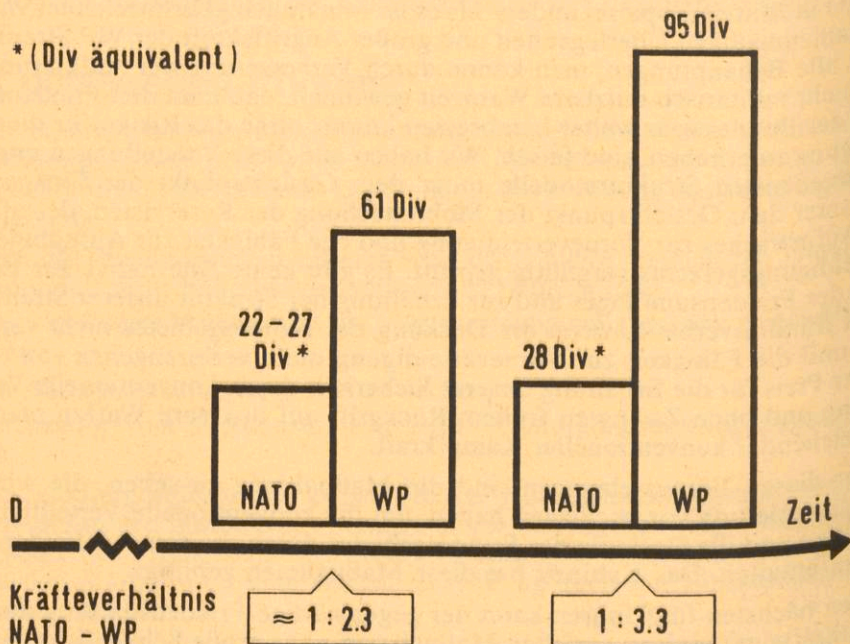 * (Div äquivalent)
95 Div
61 Div
22-27
Div *
28 Div *
NATO
WP
NATO
WP
D
Zeit
Kräfteverhältnis
NATO - WP
≈ 1 : 2.3
1 : 3.3